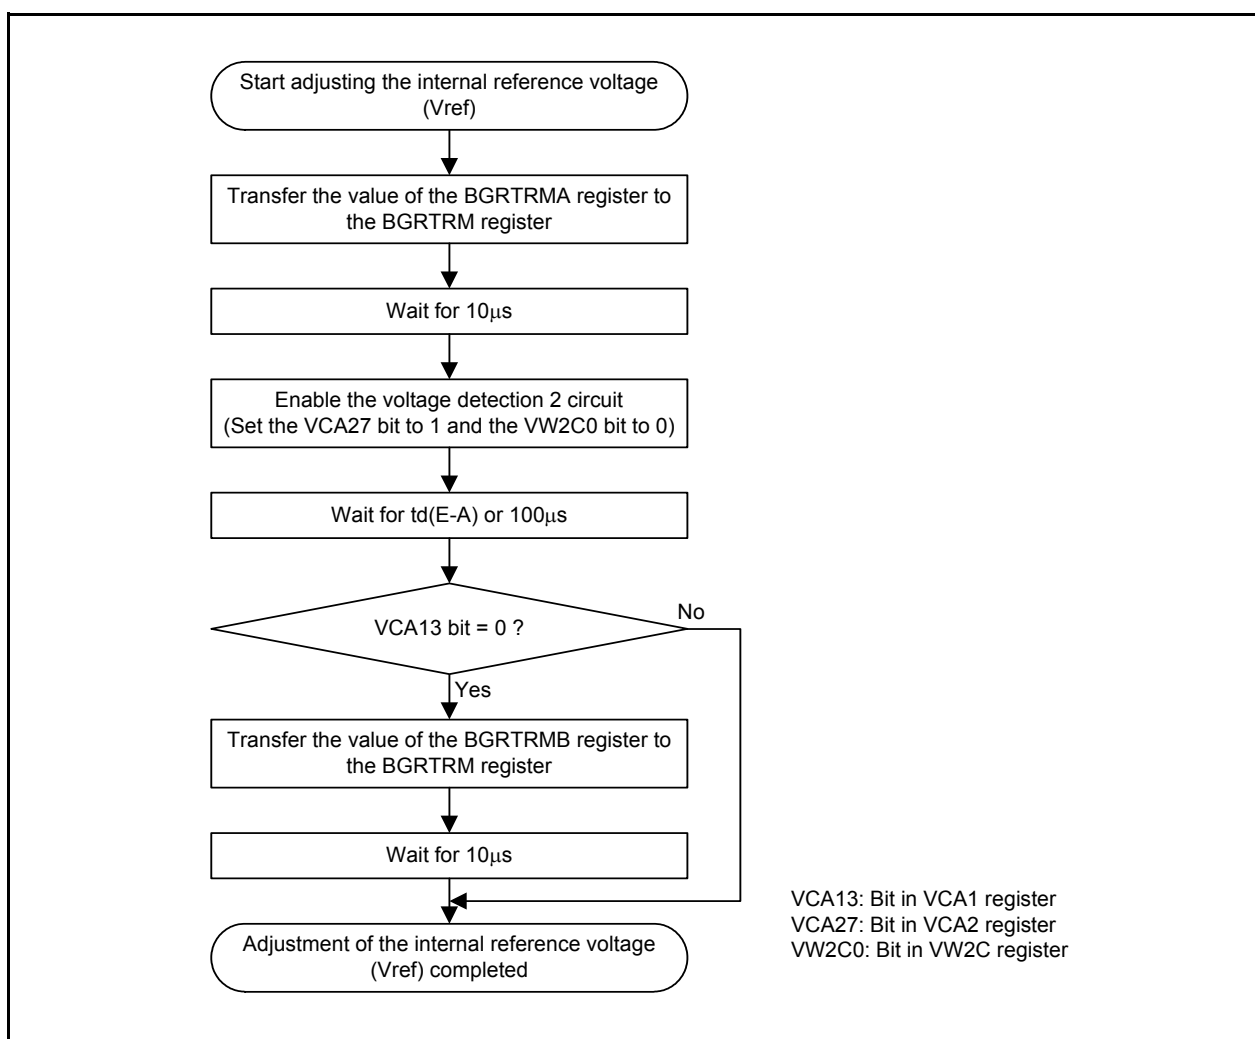 Start adjusting the internal reference voltage
(Vref)
Transfer the value of the BGRTRMA register to
the BGRTRM register
Wait for 10μs
Enable the voltage detection 2 circuit
(Set the VCA27 bit to 1 and the VW2C0 bit to 0)
Wait for td(E-A) or 100μs
No
VCA13 bit = 0 ?
Yes
Transfer the value of the BGRTRMB register to
the BGRTRM register
Wait for 10μs
Adjustment of the internal reference voltage
(Vref) completed
VCA13: Bit in VCA1 register
VCA27: Bit in VCA2 register
VW2C0: Bit in VW2C register